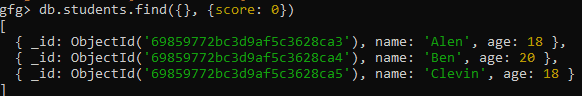 gfg> db.students.find({}, {score: 0})
[
  { _id: ObjectId('69859772bc3d9af5c3628ca3'), name: 'Alen', age: 18 },
  { _id: ObjectId('69859772bc3d9af5c3628ca4'), name: 'Ben', age: 20 },
  { _id: ObjectId('69859772bc3d9af5c3628ca5'), name: 'Clevin', age: 18 }
]